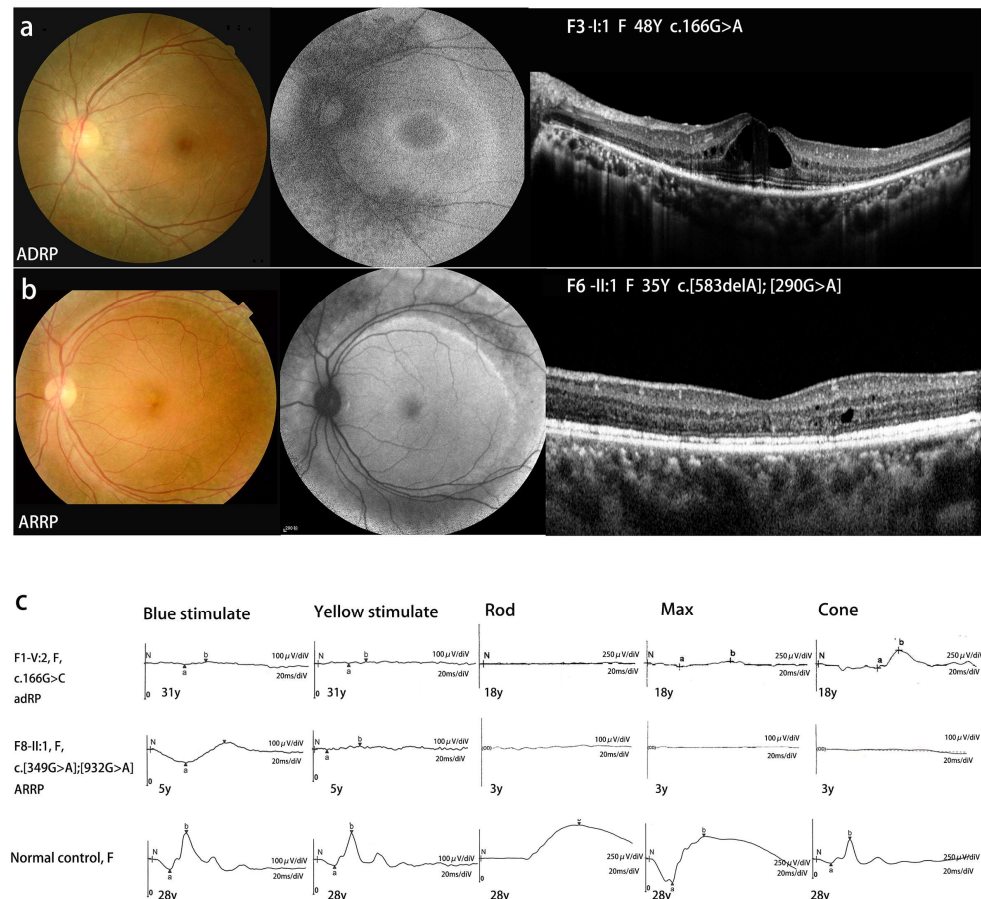 a
F3-I:1 F 48Y c.166G>A
ADRP
b
F6 -II:1 F 35Y c.[583delA]; [290G>A]
ARRP
c
Blue stimulate Yellow stimulate Rod Max Cone
F1-V:2, F,
c.166G>C
adRP
N a b 100 μV/diV 20ms/diV 0 31y
N a b 100 μV/diV 20ms/diV 0 31y
N 250 μV/diV 20ms/diV 18y
N a b 250 μV/diV 20ms/diV 18y
N a b 250 μV/diV 20ms/diV 18y
F8-II:1, F,
c.[349G>A];[932G>A]
ARRP
N a 100 μV/diV 20ms/diV 0 5y
N a b 100 μV/diV 20ms/diV 0 5y
250 μV/diV 20ms/diV 3y
250 μV/diV 20ms/diV 3y
250 μV/diV 20ms/diV 3y
Normal control, F
N a b 100 μV/diV 20ms/diV 0 28y
N a b 100 μV/diV 20ms/diV 0 28y
N 250 μV/diV 20ms/diV 0 28y
N a b 250 μV/diV 20ms/diV 0 28y
N a b 250 μV/diV 20ms/diV 0 28y